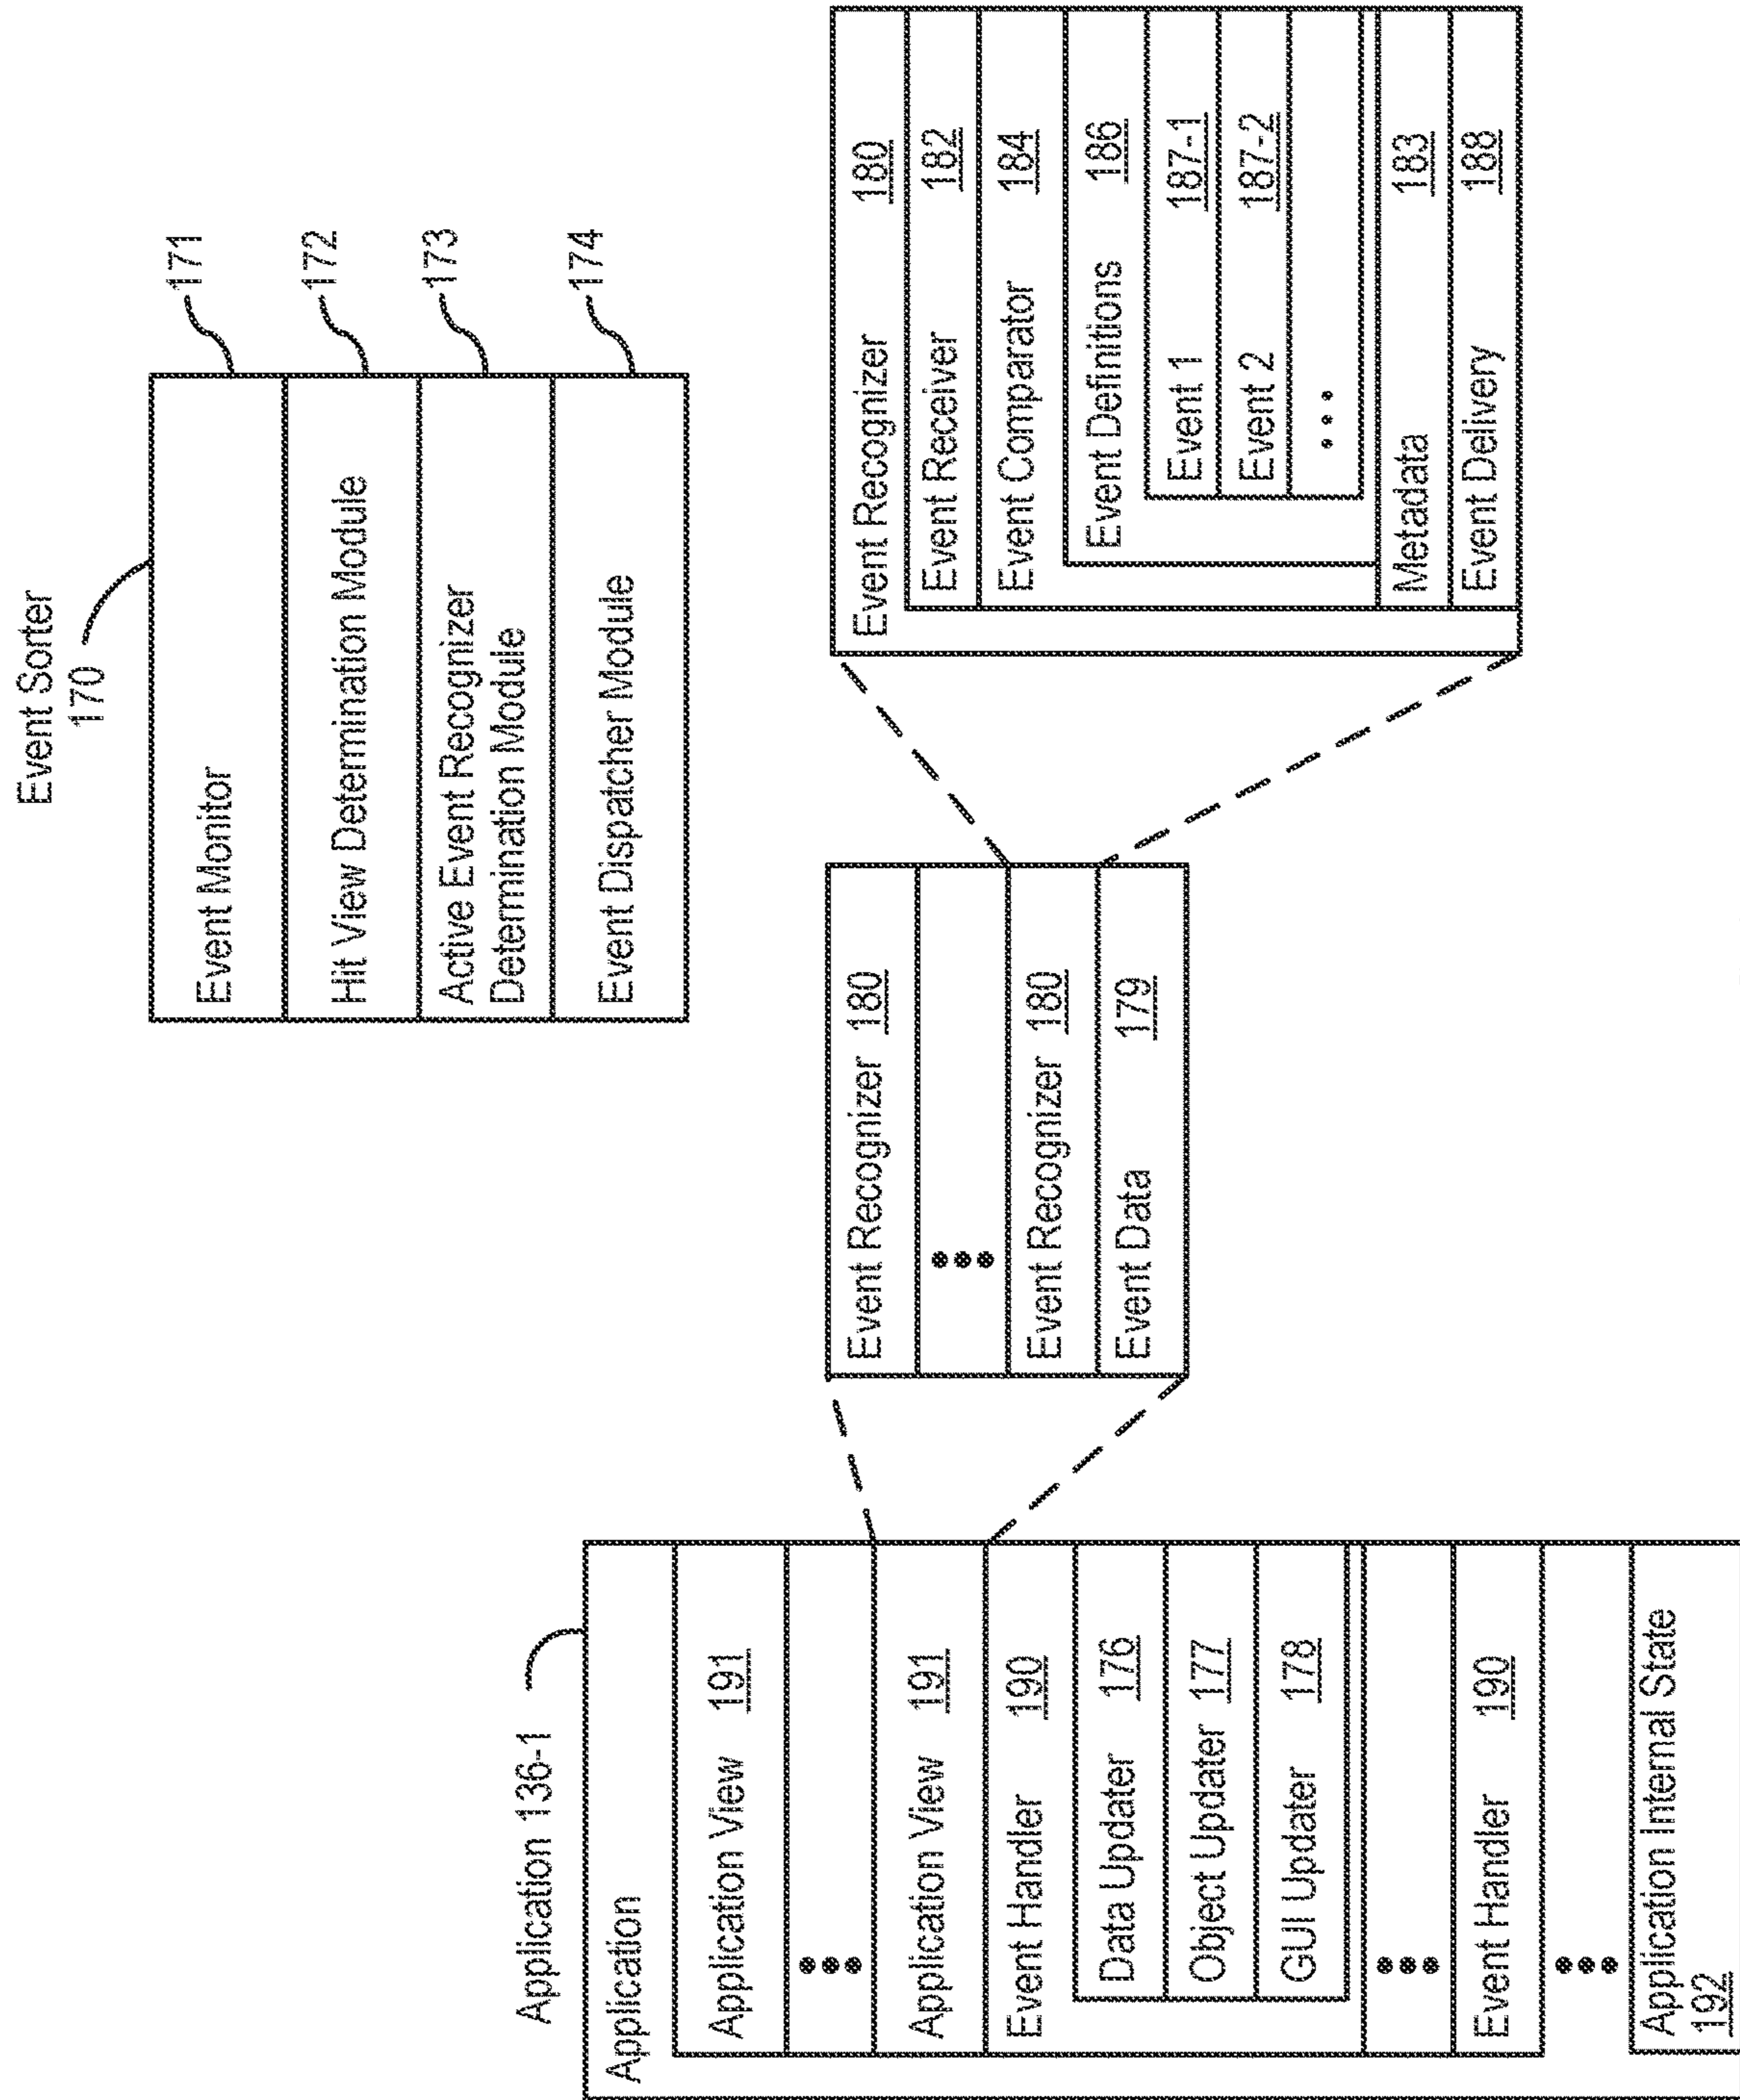 Event Sorter
170
Event Monitor
171
Hit View Determination Module
172
Active Event Recognizer
Determination Module
173
Event Dispatcher Module
174
Application 136-1
Application
Application View 191
•••
Application View 191
Event Handler 190
Data Updater 176
Object Updater 177
GUI Updater 178
•••
Event Handler 190
•••
Application Internal State
192
Event Recognizer 180
•••
Event Recognizer 180
Event Data 179
Event Recognizer 180
Event Receiver 182
Event Comparator 184
Event Definitions 186
Event 1 187-1
Event 2 187-2
•••
Metadata 183
Event Delivery 188